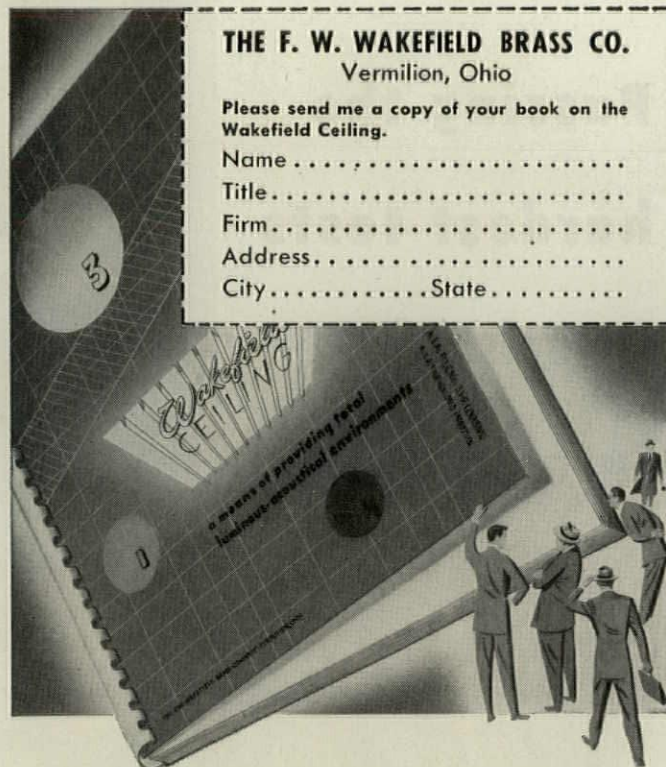 THE F. W. WAKEFIELD BRASS CO.
Vermilion, Ohio
Please send me a copy of your book on the
Wakefield Ceiling.
Name . . . . . . . . . . . . . . . . . . . . . . . .
Title . . . . . . . . . . . . . . . . . . . . . . . . . .
Firm . . . . . . . . . . . . . . . . . . . . . . . . . .
Address . . . . . . . . . . . . . . . . . . . . . . .
City . . . . . . . . . . . . State . . . . . . . . . .
3
Wakefield
CEILING
a means of providing total
luminous-acoustical environments
1